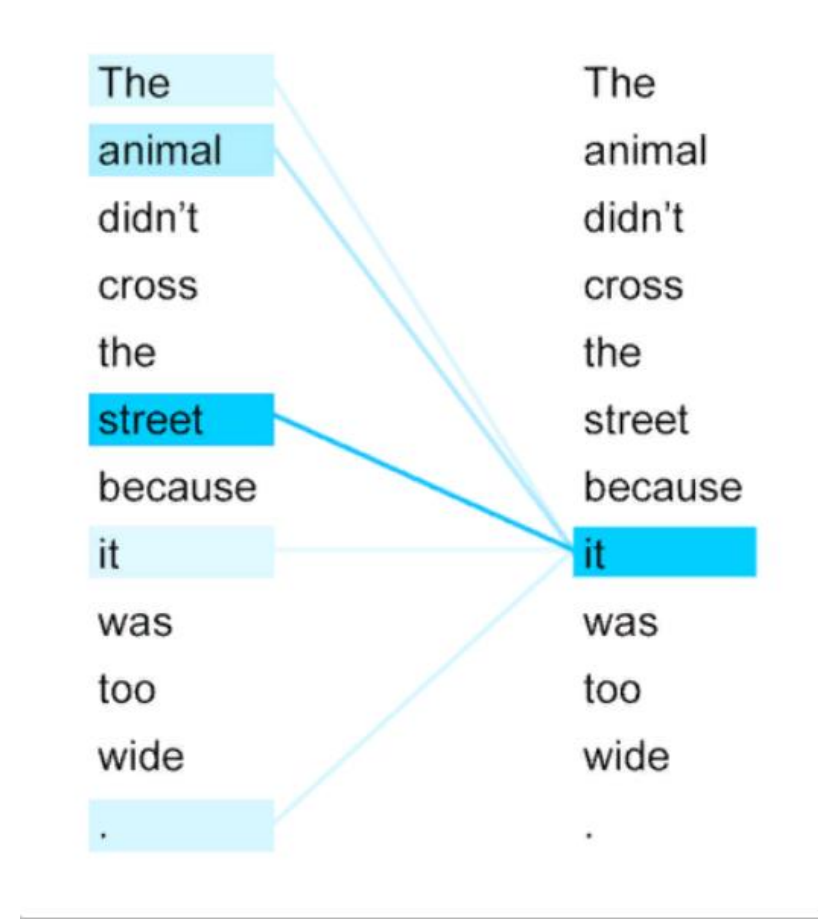 The The
animal animal
didn’t didn’t
cross cross
the the
street street
because because
it it
was was
too too
wide wide
. .